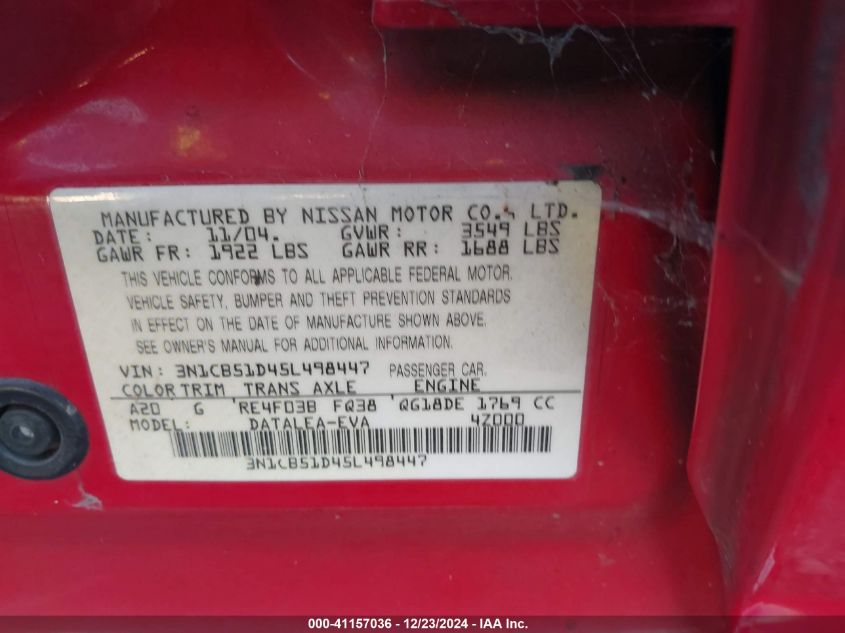 MANUFACTURED BY NISSAN MOTOR CO., LTD.
DATE: 11/04. GVWR: 3549 LBS
GAWR FR: 1922 LBS GAWR RR: 1688 LBS
THIS VEHICLE CONFORMS TO ALL APPLICABLE FEDERAL MOTOR
VEHICLE SAFETY, BUMPER AND THEFT PREVENTION STANDARDS
IN EFFECT ON THE DATE OF MANUFACTURE SHOWN ABOVE.
SEE OWNER'S MANUAL FOR ADDITIONAL INFORMATION.
VIN: 3N1CB51D45L498447 PASSENGER CAR.
COLOR TRIM TRANS AXLE ENGINE
A20 G RE4F03B FQ38 QG18DE 1769 CC
MODEL: DATALEA-EVA 4Z000
3N1CB51D45L498447
000-41157036 - 12/23/2024 - IAA Inc.